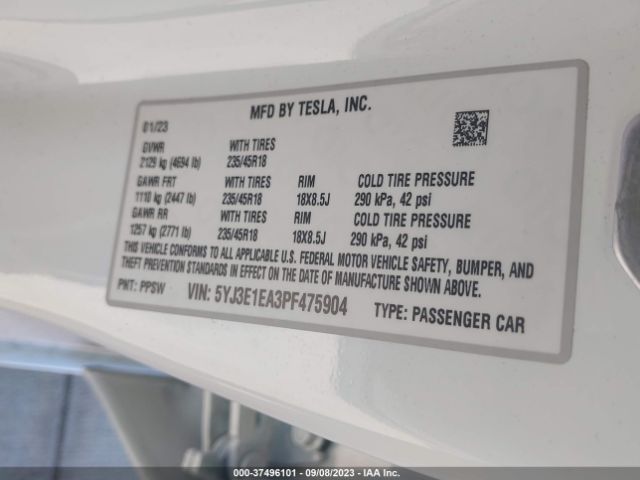 MFD BY TESLA, INC.
01/23
GVWR WITH TIRES
2129 kg (4694 lb) 235/45R18
GAWR FRT WITH TIRES RIM COLD TIRE PRESSURE
1110 kg (2447 lb) 235/45R18 18X8.5J 290 kPa, 42 psi
GAWR RR WITH TIRES RIM COLD TIRE PRESSURE
1257 kg (2771 lb) 235/45R18 18X8.5J 290 kPa, 42 psi
THIS VEHICLE CONFORMS TO ALL APPLICABLE U.S. FEDERAL MOTOR VEHICLE SAFETY, BUMPER, AND
THEFT PREVENTION STANDARDS IN EFFECT ON THE DATE OF MANUFACTURE SHOWN ABOVE.
PNT: PPSW VIN: 5YJ3E1EA3PF475904 TYPE: PASSENGER CAR
000-37496101 - 09/08/2023 - IAA Inc.